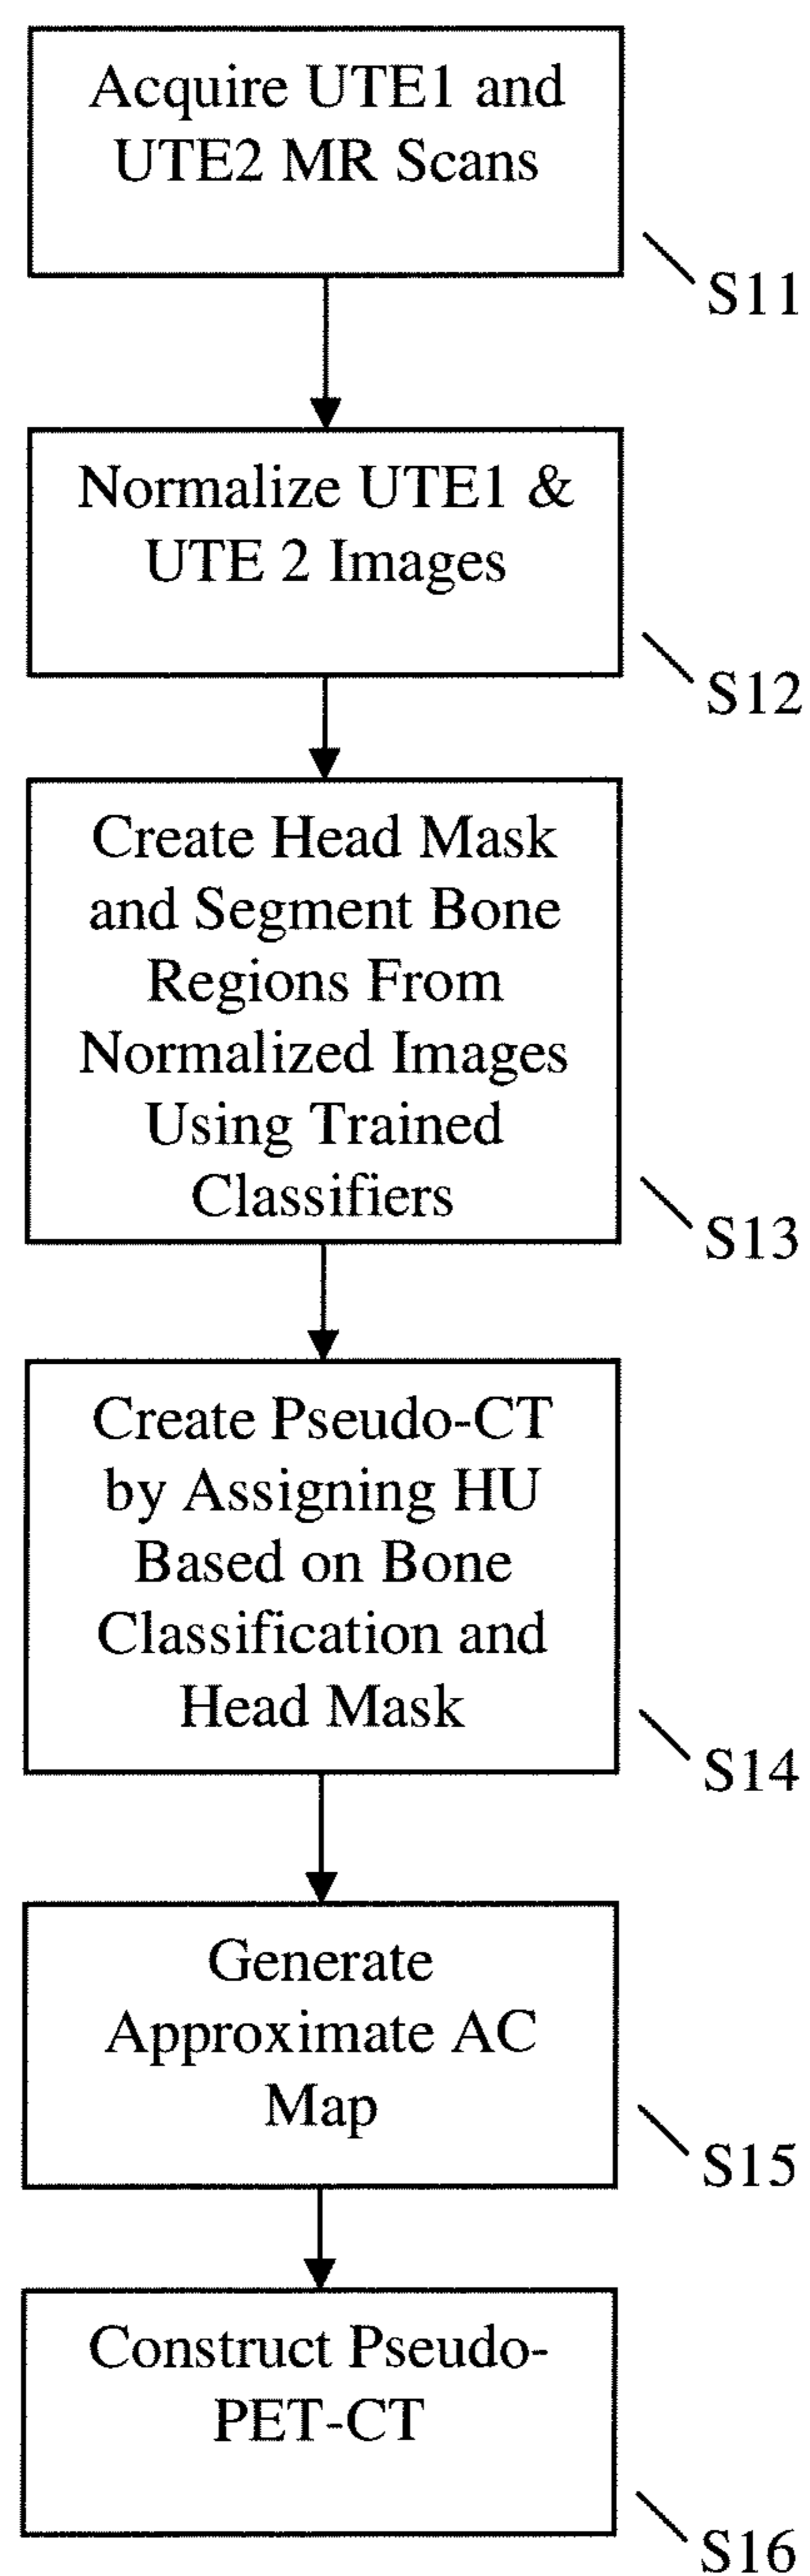 Acquire UTE1 and
UTE2 MR Scans
S11
Normalize UTE1 &
UTE 2 Images
S12
Create Head Mask
and Segment Bone
Regions From
Normalized Images
Using Trained
Classifiers
S13
Create Pseudo-CT
by Assigning HU
Based on Bone
Classification and
Head Mask
S14
Generate
Approximate AC
Map
S15
Construct Pseudo-
PET-CT
S16